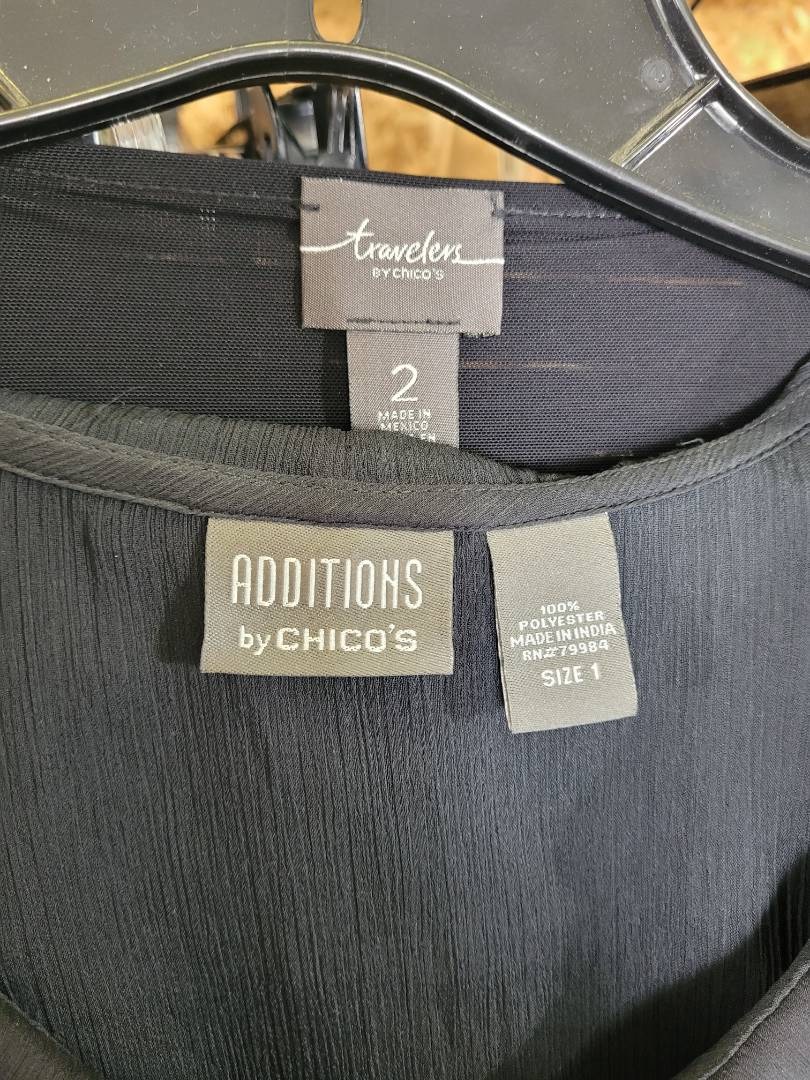 travelers
BY CHICO'S
2
MADE IN
MEXICO
ADDITIONS
by CHICO'S
100%
POLYESTER
MADE IN INDIA
RN#79984
SIZE 1